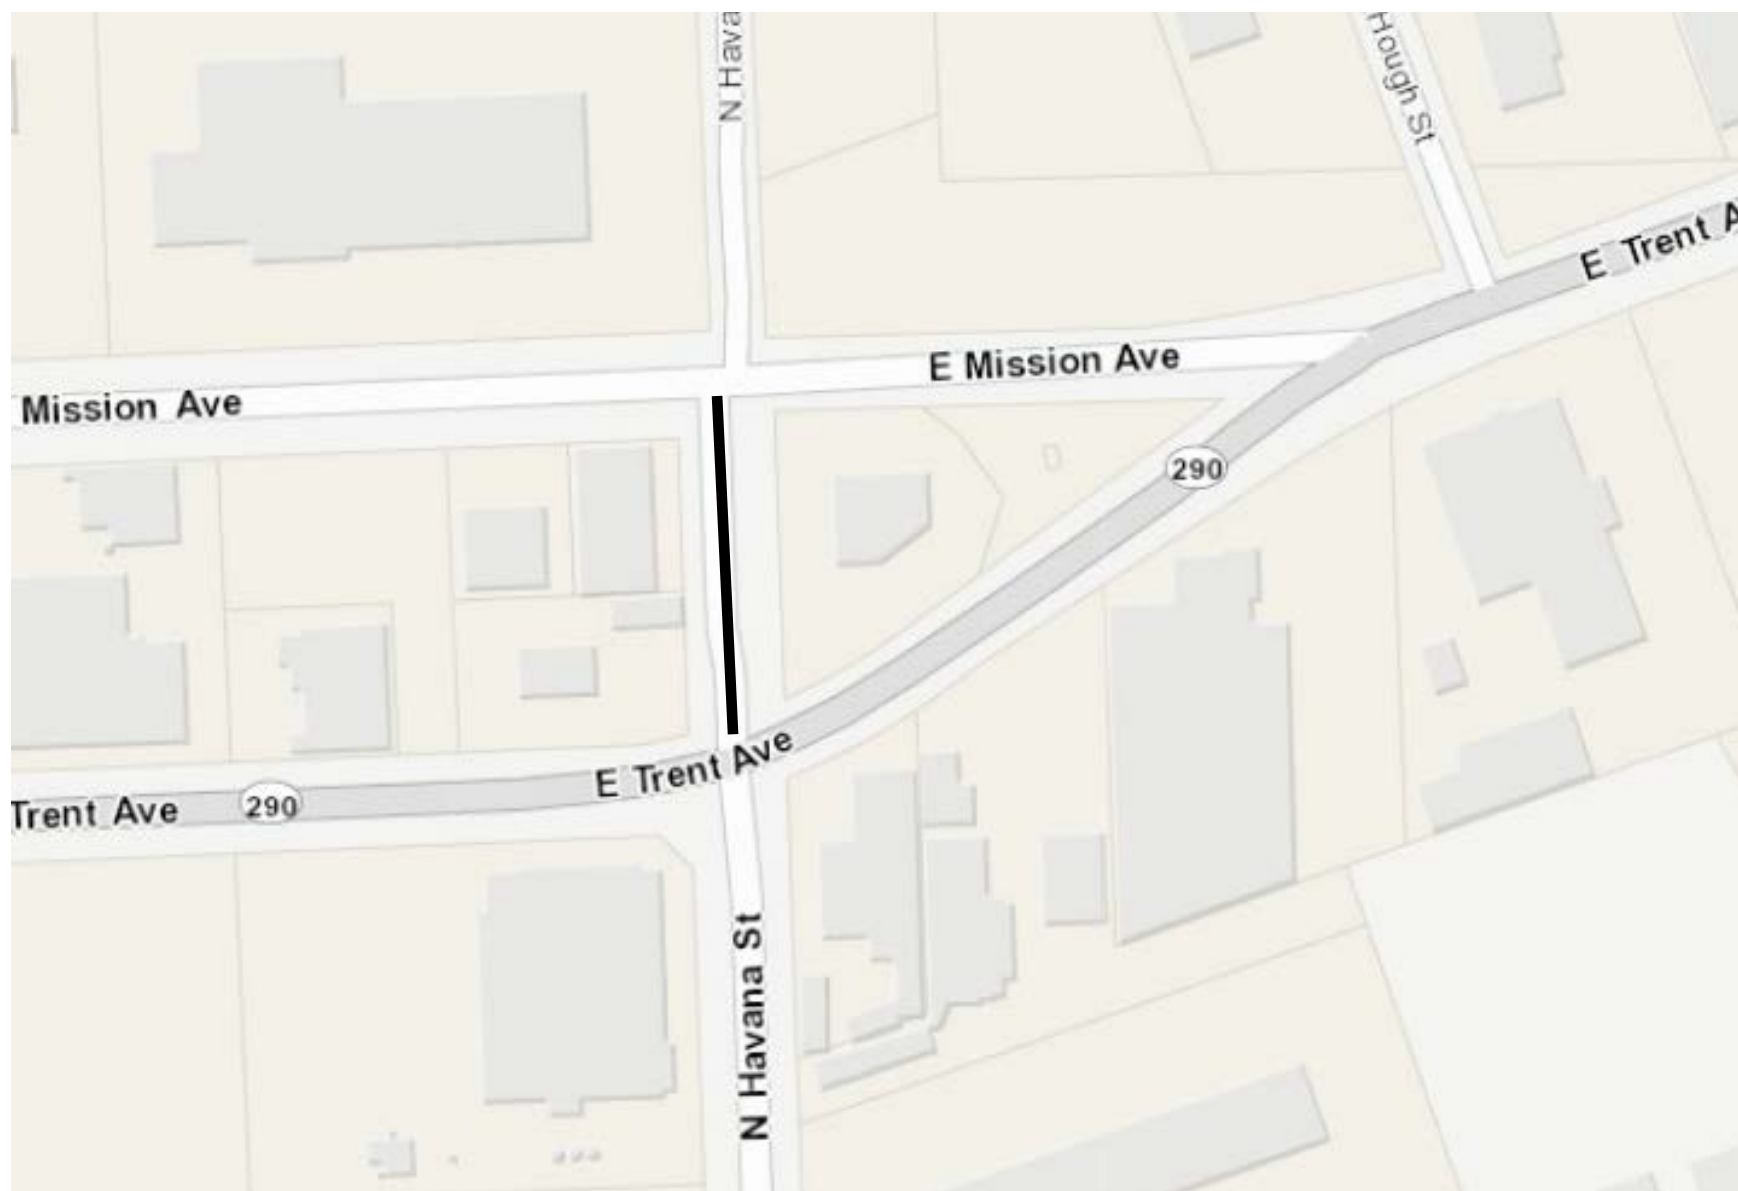 N Hava
Hough St
E Trent A
E Mission Ave
Mission Ave
290
E Trent Ave
Trent Ave
290
N Havana St